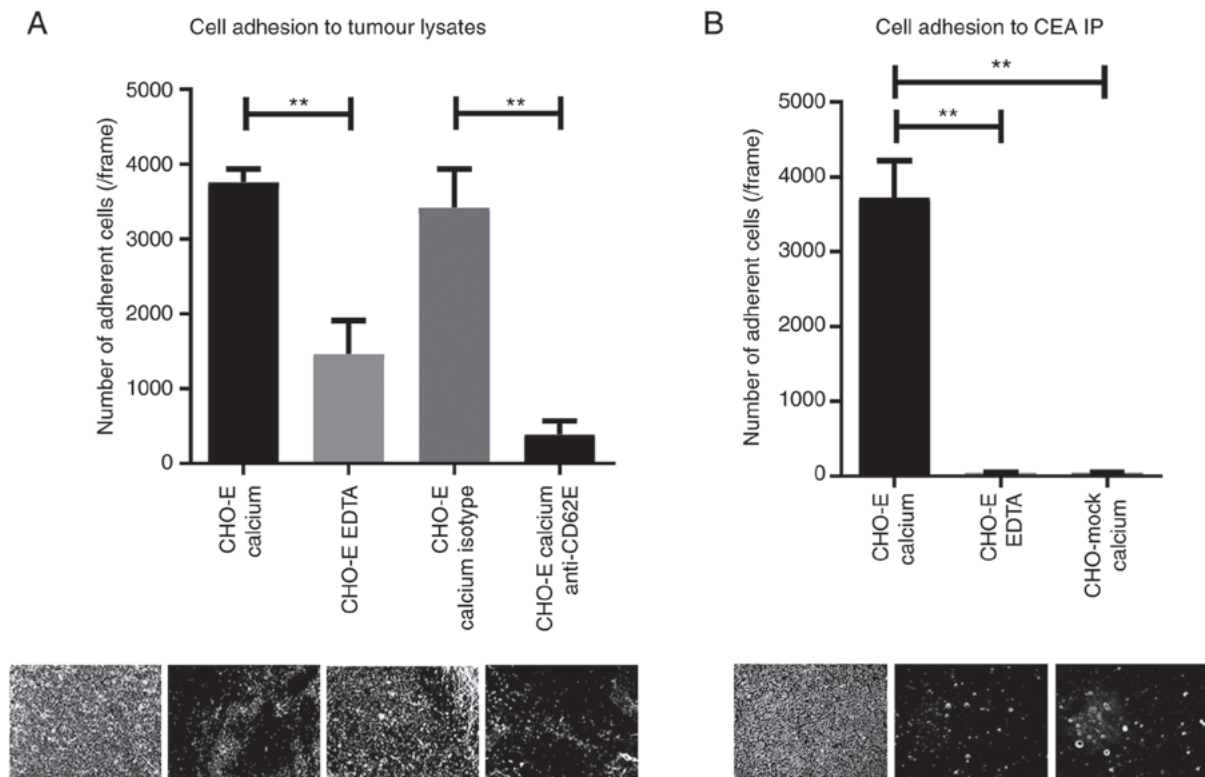 A
Cell adhesion to tumour lysates
Number of adherent cells (/frame)
5000
4000
3000
2000
1000
0
**
**
CHO-E
calcium
CHO-E EDTA
CHO-E
calcium isotype
CHO-E calcium
anti-CD62E
B
Cell adhesion to CEA IP
Number of adherent cells (/frame)
5000
4000
3000
2000
1000
0
**
**
CHO-E
calcium
CHO-E
EDTA
CHO-mock
calcium